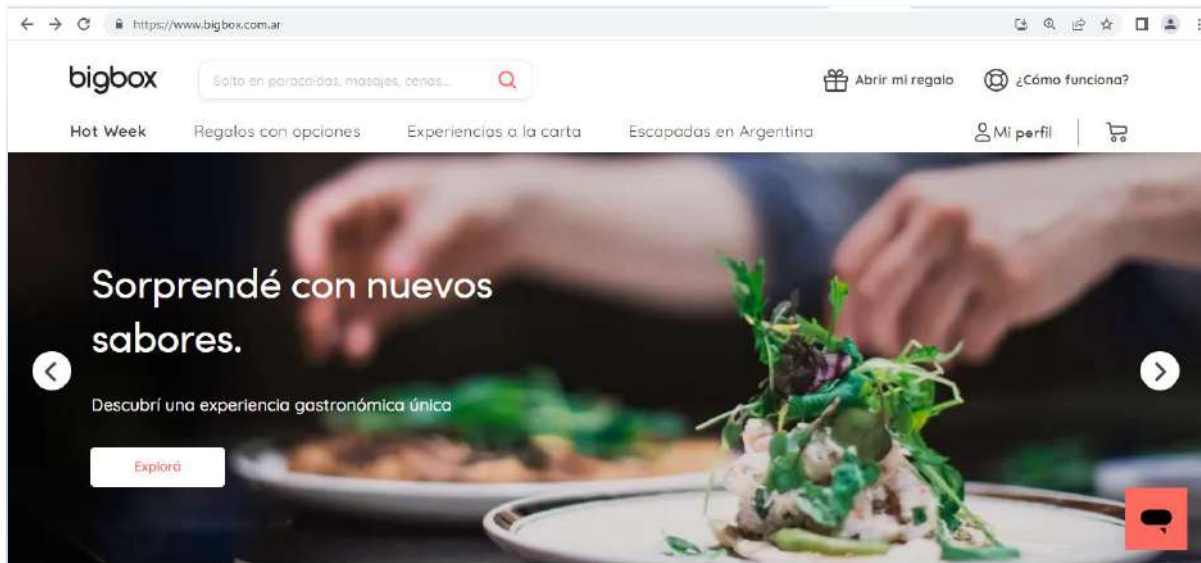 https://www.bigbox.com.ar
bigbox
Salto en paracaídas, masajes, cenas...
Abrir mi regalo
¿Cómo funciona?
Hot Week
Regalos con opciones
Experiencias a la carta
Escapadas en Argentina
Mi perfil
Sorprendé con nuevos
sabores.
Descubrí una experiencia gastronómica única
Explorá